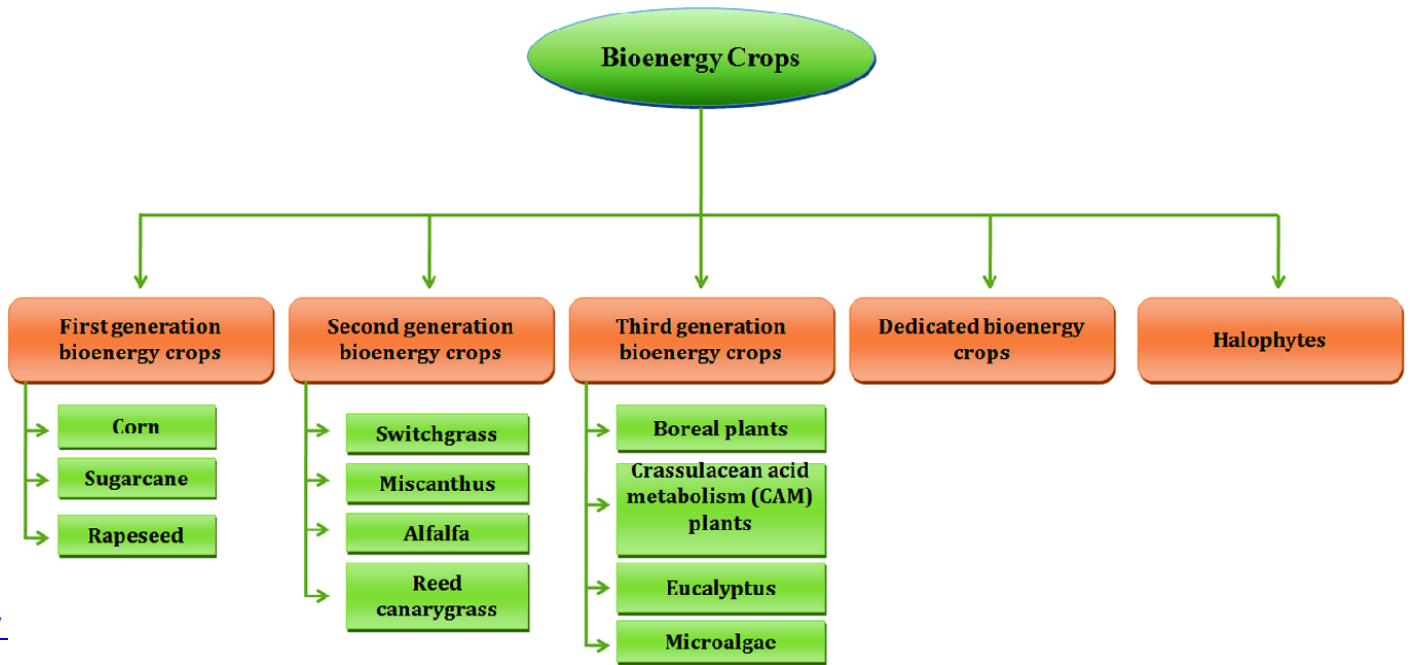 Bioenergy Crops
First generation
bioenergy crops
Second generation
bioenergy crops
Third generation
bioenergy crops
Dedicated bioenergy
crops
Halophytes
Corn
Sugarcane
Rapeseed
Switchgrass
Miscanthus
Alfalfa
Reed
canarygrass
Boreal plants
Crassulacean acid
metabolism (CAM)
plants
Eucalyptus
Microalgae